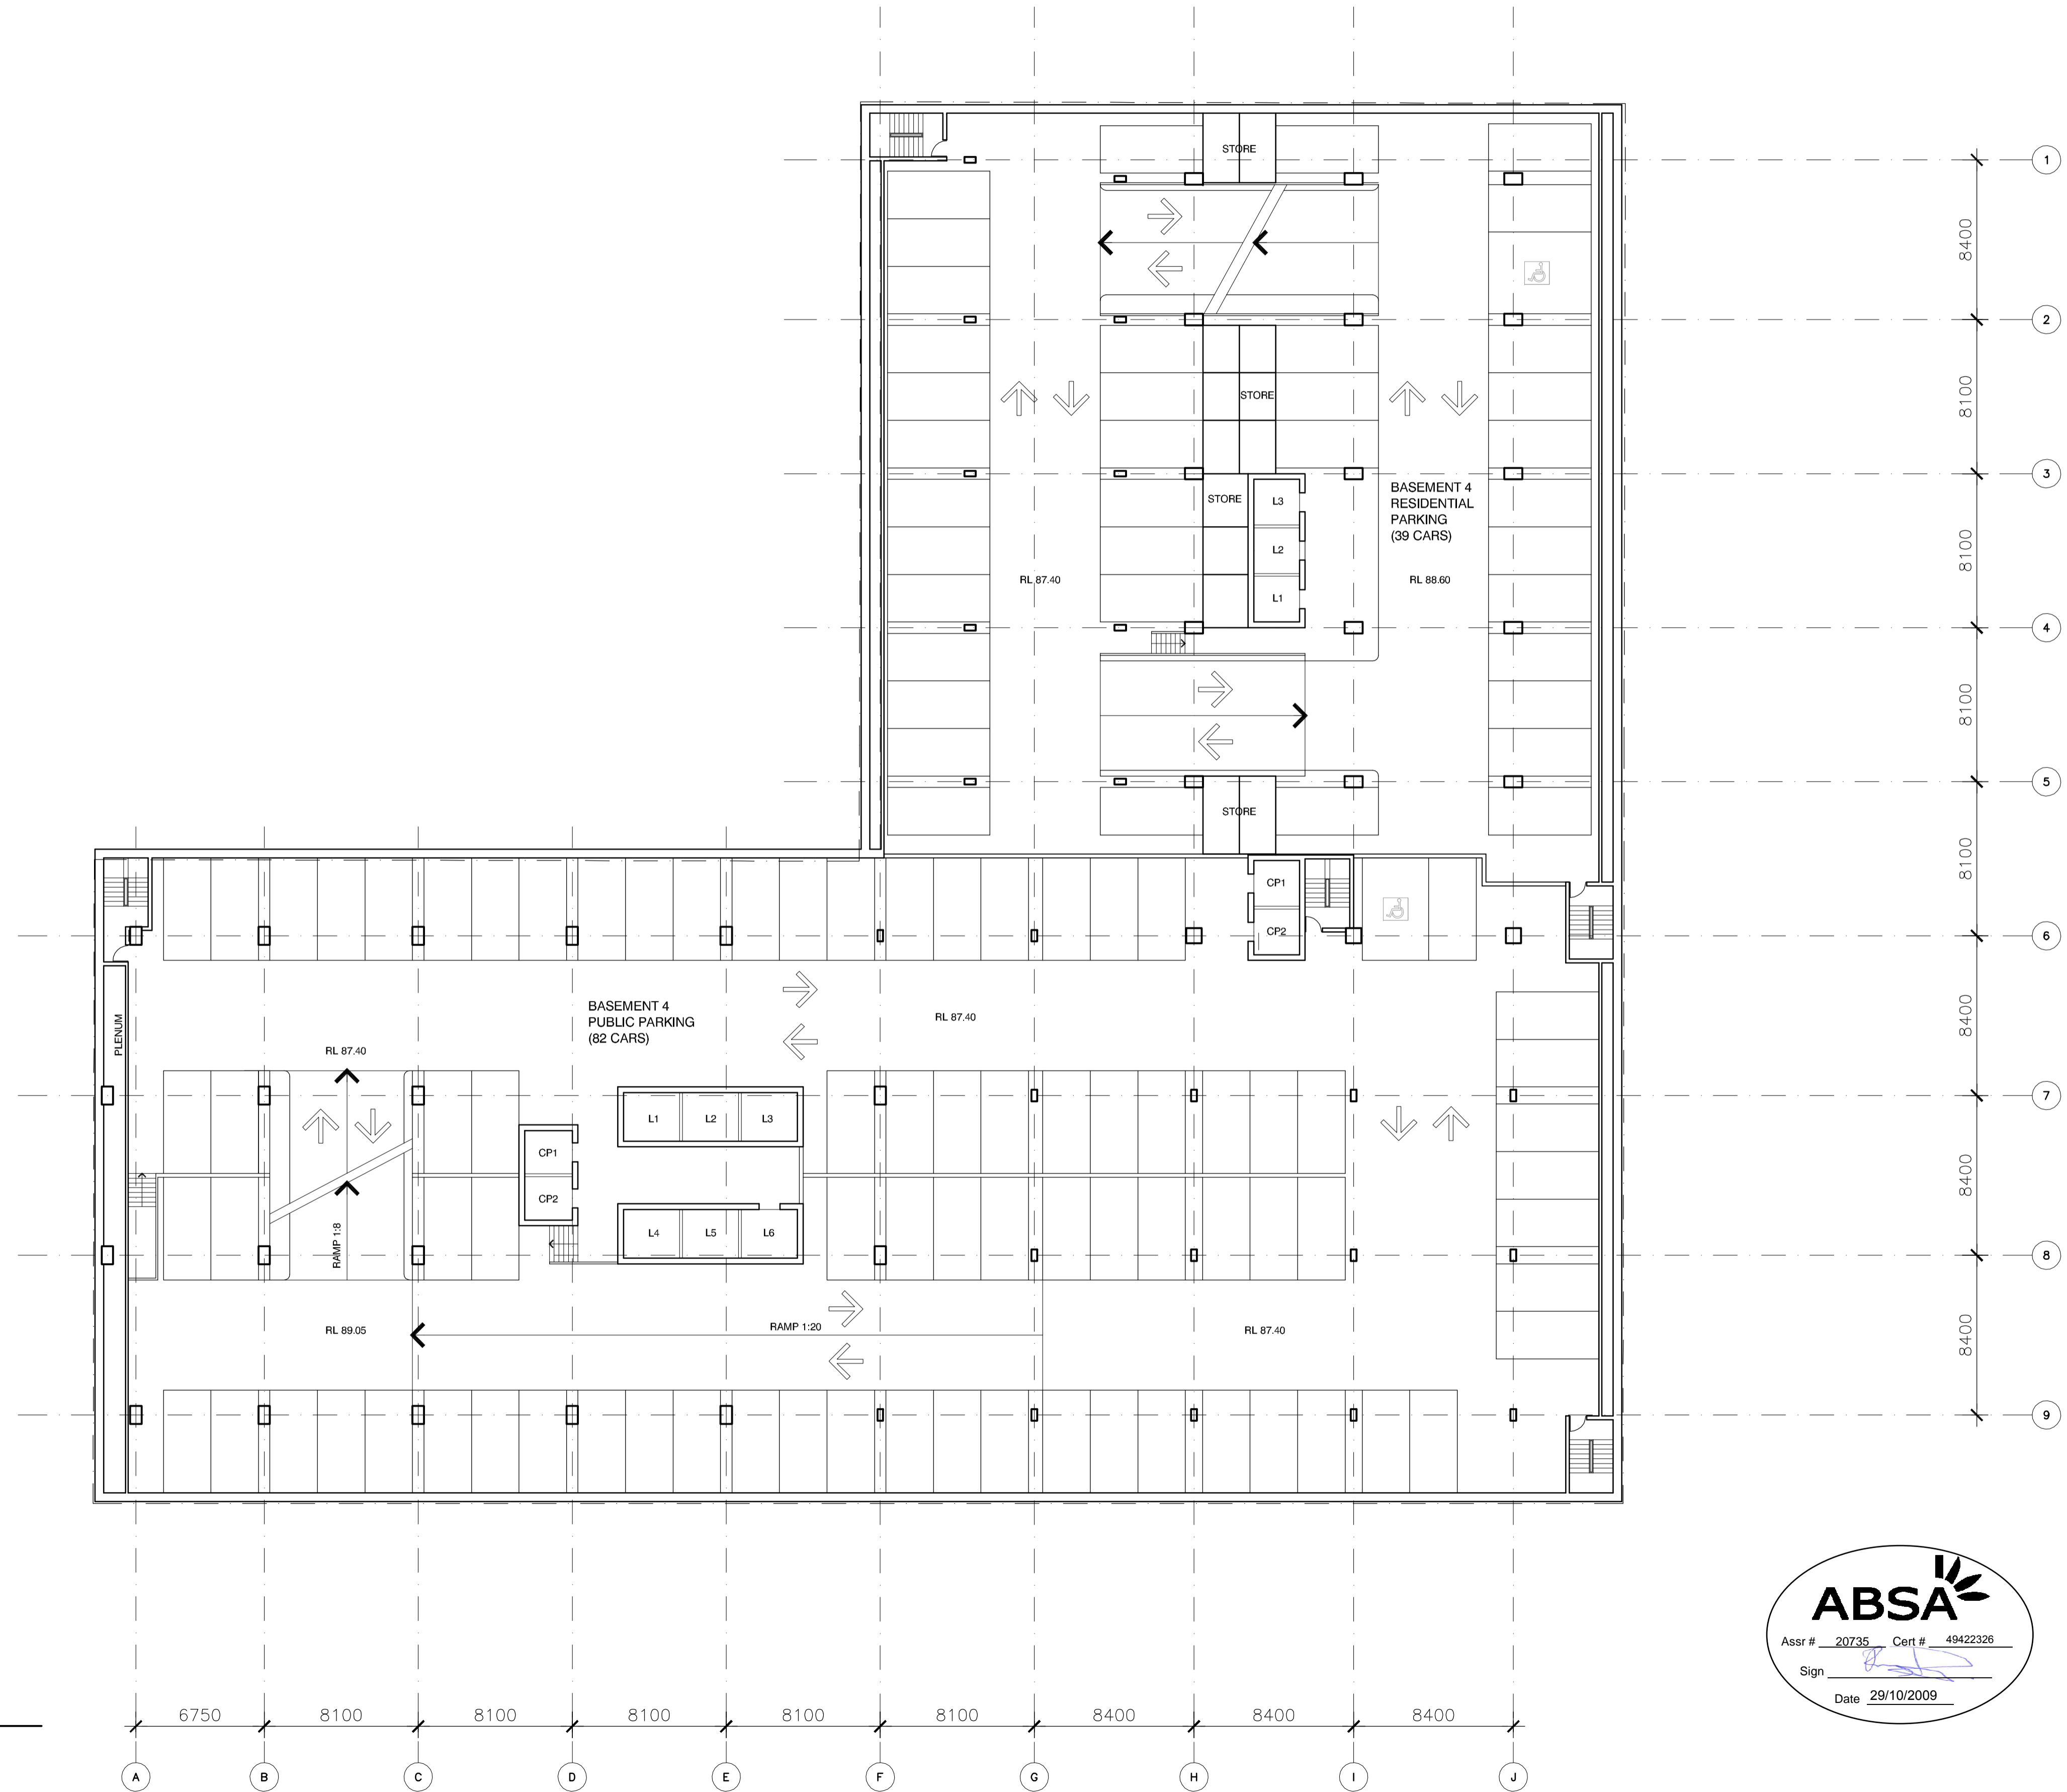 STORE
1
8400
2
8100
STORE
3
STORE
L3
BASEMENT 4
RESIDENTIAL
PARKING
(39 CARS)
8100
L2
RL 87.40
RL 88.60
L1
4
8100
5
STORE
8100
CP1
CP2
6
BASEMENT 4
PUBLIC PARKING
(82 CARS)
RL 87.40
8400
PLENUM
RL 87.40
7
L1 L2 L3
CP1
8400
CP2
RAMP 1:8
L4 L5 L6
8
RL 89.05
RAMP 1:20
RL 87.40
8400
9
ABSA
Assr # 20735 Cert # 49422326
Sign
Date 29/10/2009
6750 8100 8100 8100 8100 8100 8400 8400 8400
A B C D E F G H I J